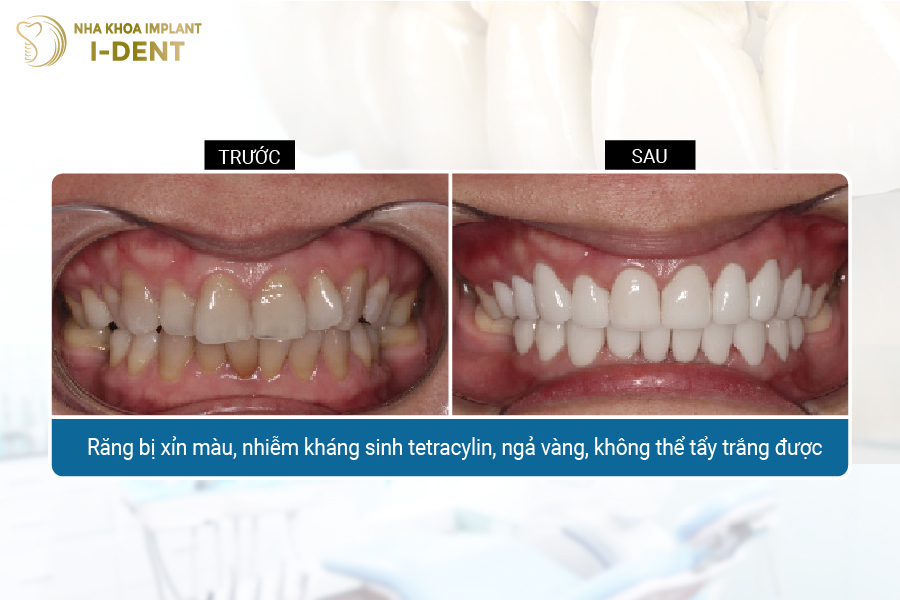 NHA KHOA IMPLANT
I-DENT
TRƯỚC
SAU
Răng bị xỉn màu, nhiễm kháng sinh tetracylin, ngả vàng, không thể tẩy trắng được